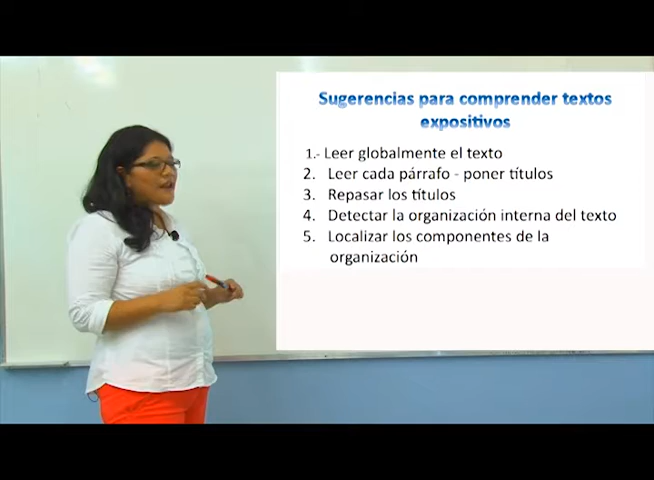 Sugerencias para comprender textos
expositivos
1.- Leer globalmente el texto
2. Leer cada párrafo - poner títulos
3. Repasar los títulos
4. Detectar la organización interna del texto
5. Localizar los componentes de la
organización